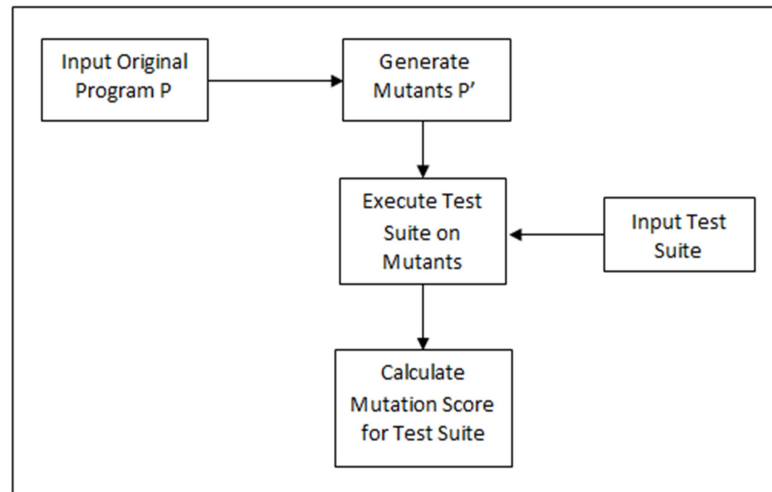 Input Original
Program P
Generate
Mutants P’
Execute Test
Suite on
Mutants
Input Test
Suite
Calculate
Mutation Score
for Test Suite